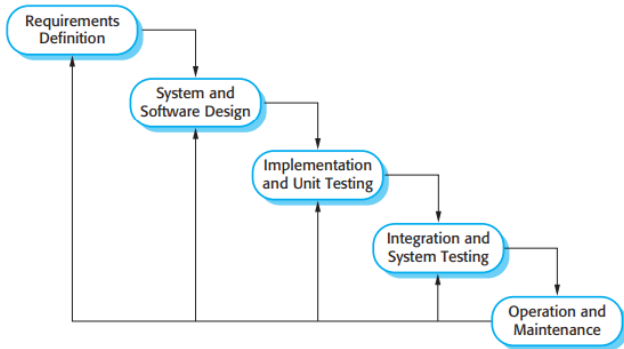 Requirements
Definition
System and
Software Design
Implementation
and Unit Testing
Integration and
System Testing
Operation and
Maintenance